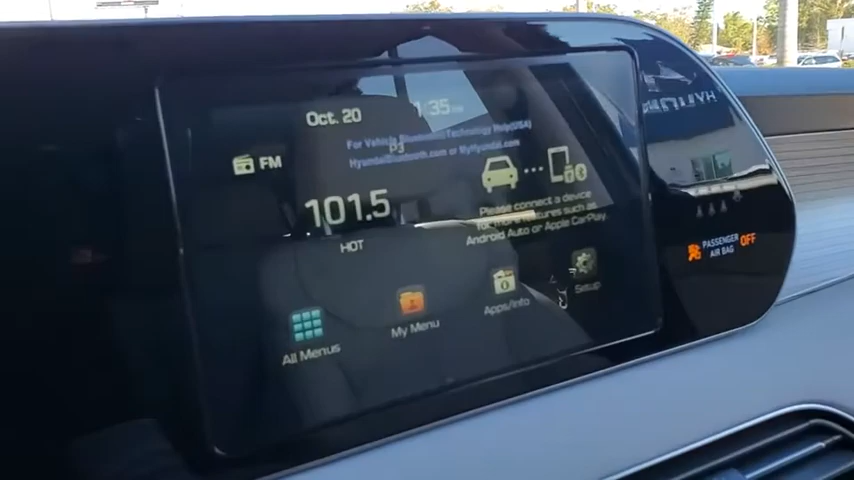 Oct. 20
1:35 PM
For Vehicle Bluetooth Technology Help(USA)
P3
HyundaiBluetooth.com or MyHyundai.com
FM
101.5
HOT
Please connect a device
for more features such as
Android Auto or Apple CarPlay.
All Menus
My Menu
Apps/Info
Setup
PASSENGER
AIR BAG
OFF